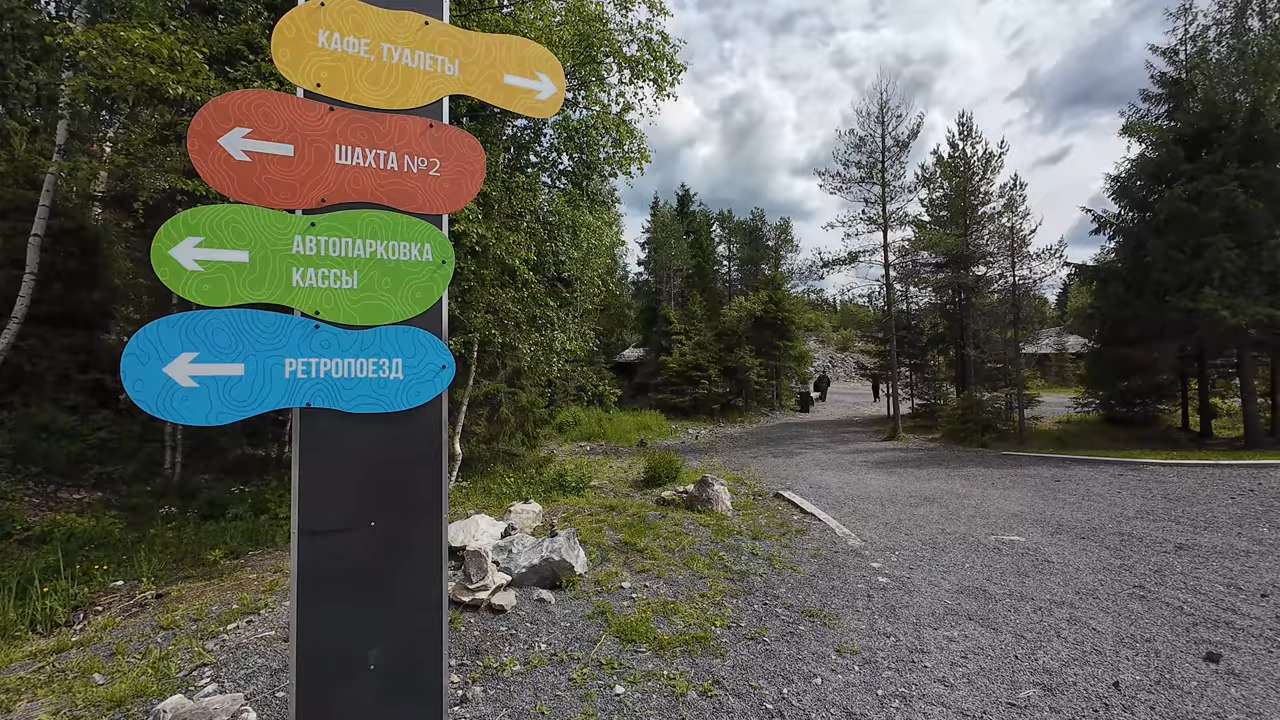 КАФЕ, ТУАЛЕТЫ
ШАХТА №2
АВТОПАРКОВКА
КАССЫ
РЕТРОПОЕЗД